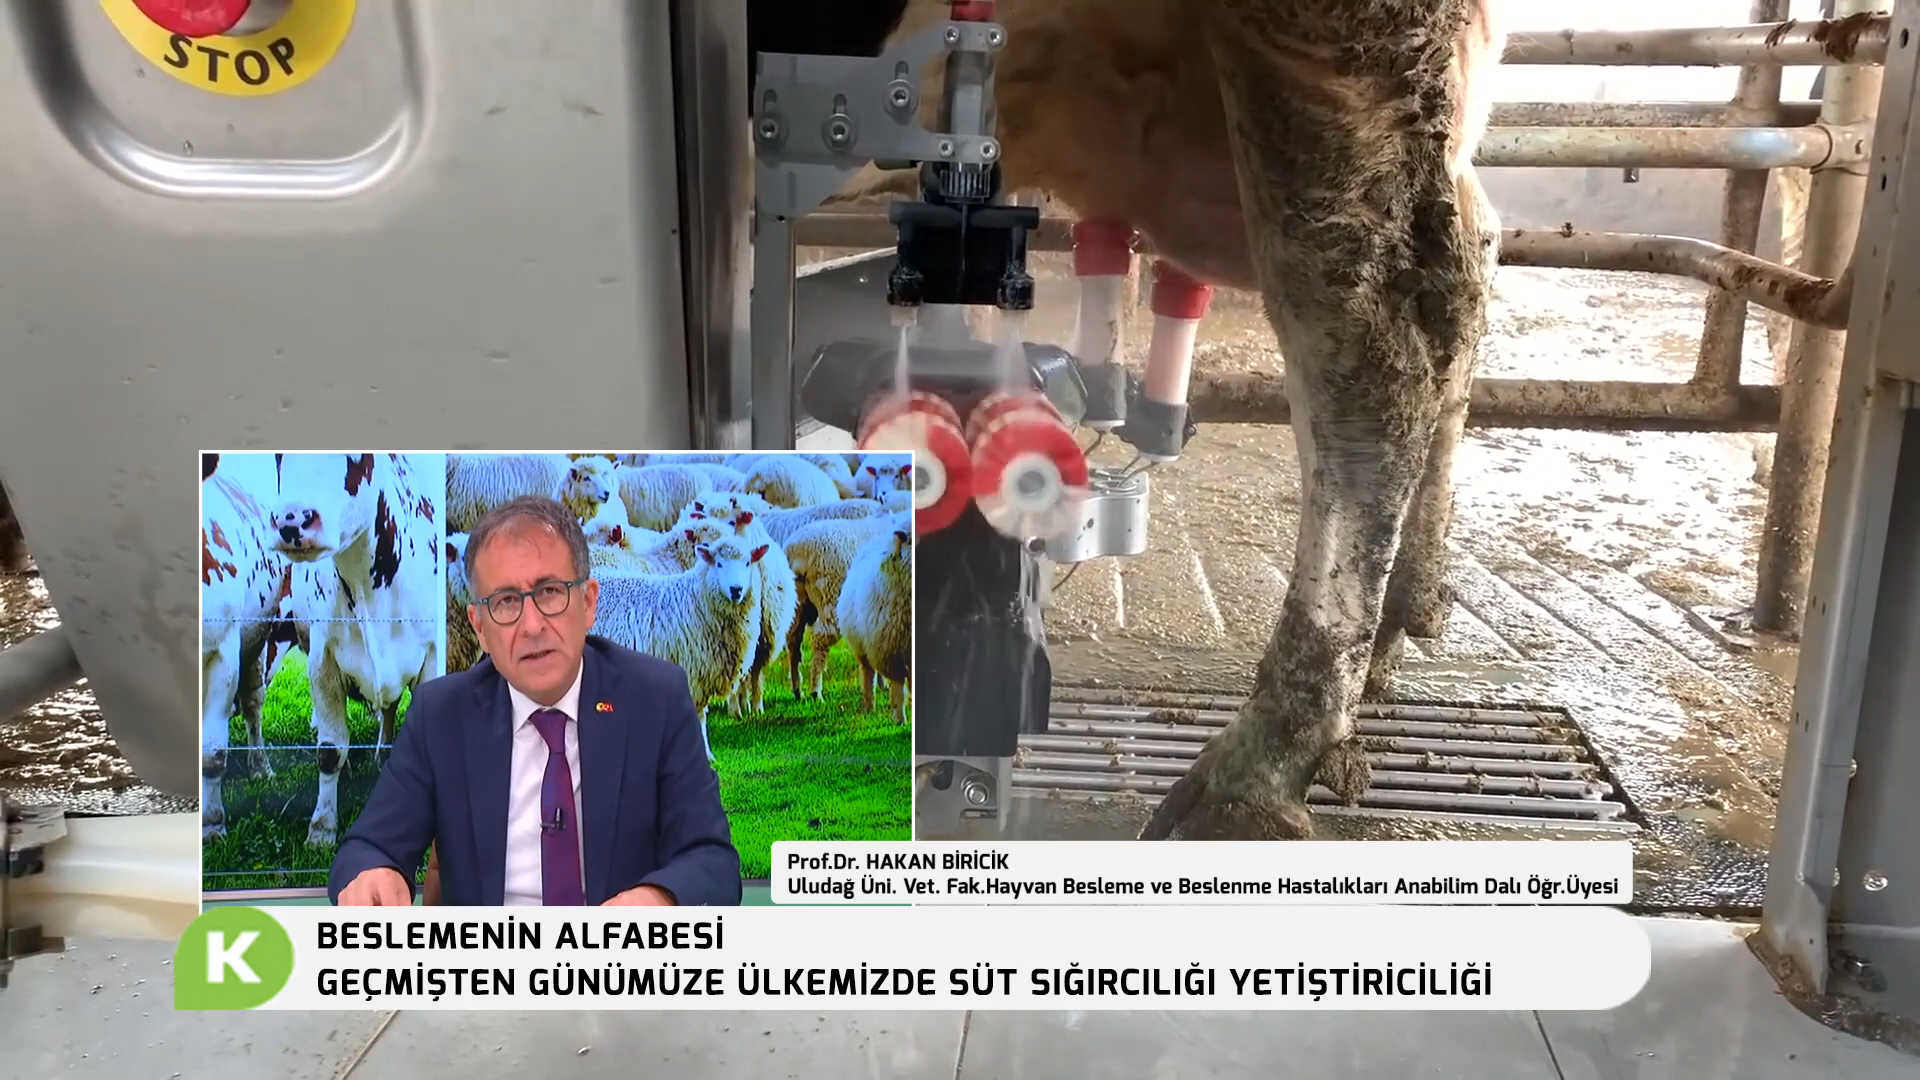 STOP
Prof.Dr. HAKAN BİRİCİK
Uludağ Üni. Vet. Fak.Hayvan Besleme ve Beslenme Hastalıkları Anabilim Dalı Öğr.Üyesi
K
BESLEMENİN ALFABESİ
GEÇMİŞTEN GÜNÜMÜZE ÜLKEMİZDE SÜT SIĞIRCILIĞI YETİŞTİRİCİLİĞİ